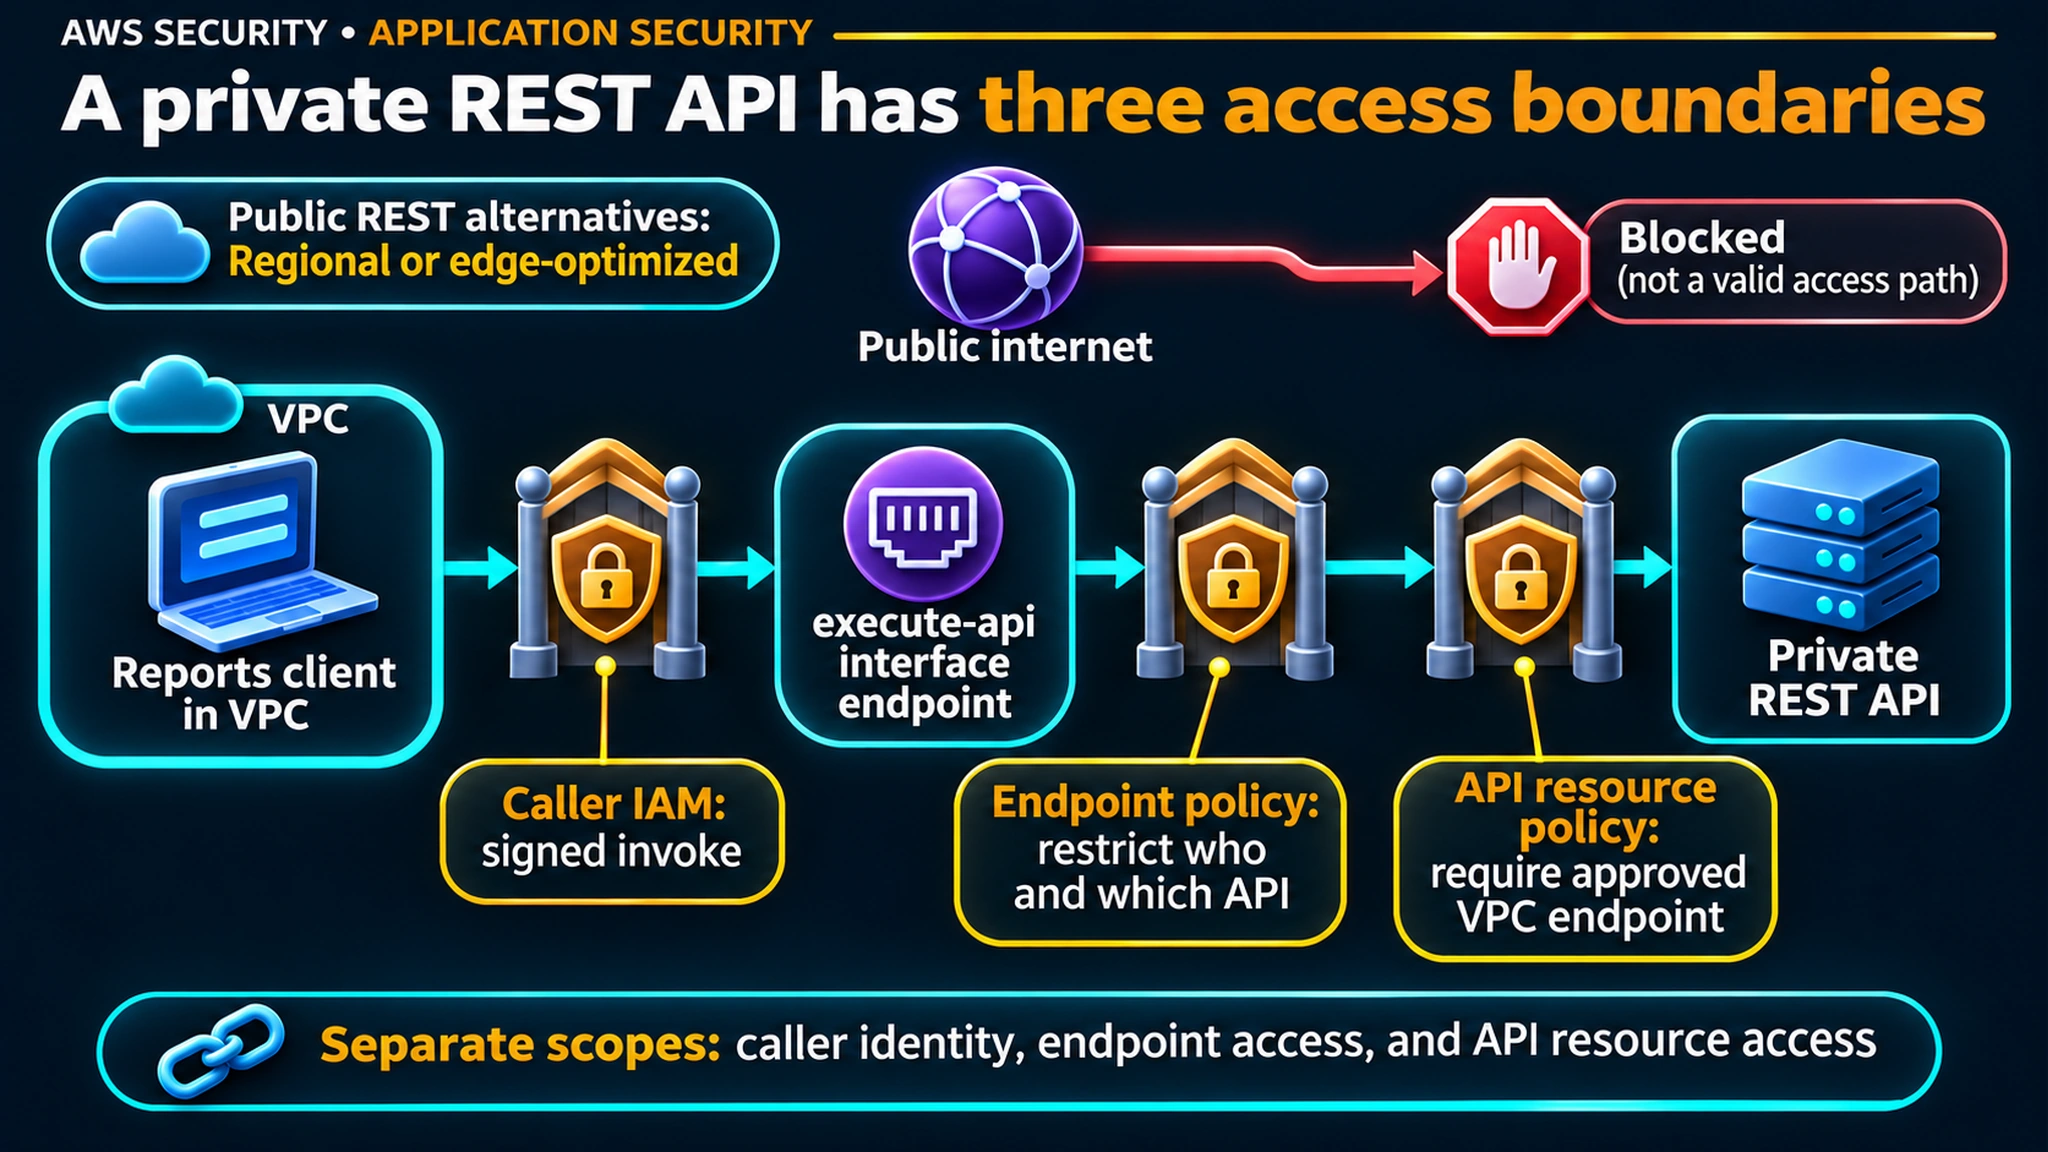 AWS SECURITY • APPLICATION SECURITY
A private REST API has three access boundaries
Public REST alternatives:
Regional or edge-optimized
Public internet
Blocked
(not a valid access path)
VPC
Reports client
in VPC
execute-api
interface
endpoint
Private
REST API
Caller IAM:
signed invoke
Endpoint policy:
restrict who
and which API
API resource
policy:
require approved
VPC endpoint
Separate scopes: caller identity, endpoint access, and API resource access